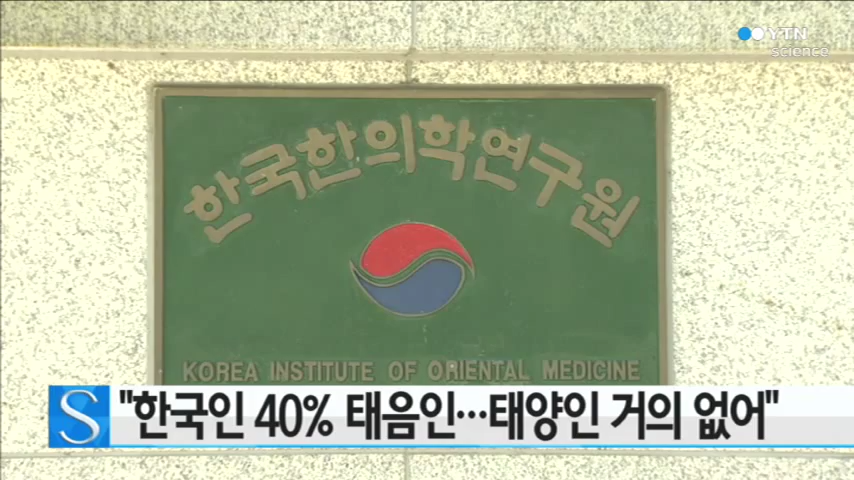 YTN
science
한국한의학연구원
KOREA INSTITUTE OF ORIENTAL MEDICINE
S "한국인 40% 태음인…태양인 거의 없어"